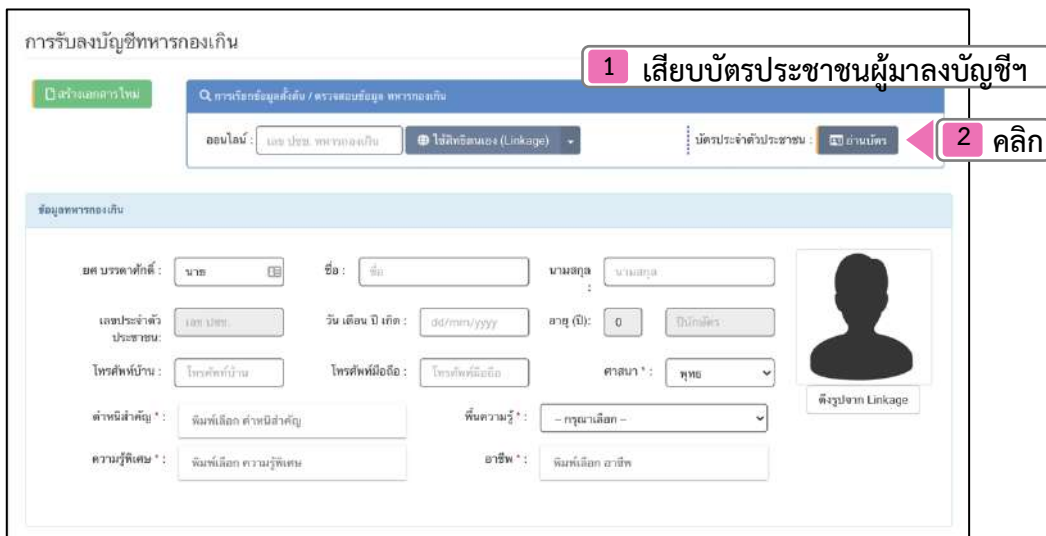 การรับลงบัญชีทหารกองเกิน
1 เสียบบัตรประชาชนผู้มาลงบัญชีฯ
สร้างเอกสารใหม่
การเรียกข้อมูลตั้งต้น / ตรวจสอบข้อมูล ทหารกองเกิน
ออนไลน์ : เลข ปชช. ทหารกองเกิน ใช้สิทธิตนเอง (Linkage) บัตรประจำตัวประชาชน : อ่านบัตร 2 คลิก
ข้อมูลทหารกองเกิน
ยศ บรรดาศักดิ์ : นาย ชื่อ : ชื่อ นามสกุล : นามสกุล
เลขประจำตัวประชาชน: เลข ปชช. วัน เดือน ปี เกิด : dd/mm/yyyy อายุ (ปี): 0 ปีนักษัตร
โทรศัพท์บ้าน : โทรศัพท์บ้าน โทรศัพท์มือถือ : โทรศัพท์มือถือ ศาสนา * : พุทธ
ดึงรูปจาก Linkage
ตำหนิสำคัญ * : พิมพ์เลือก ตำหนิสำคัญ พื้นความรู้ * : – กรุณาเลือก –
ความรู้พิเศษ * : พิมพ์เลือก ความรู้พิเศษ อาชีพ * : พิมพ์เลือก อาชีพ